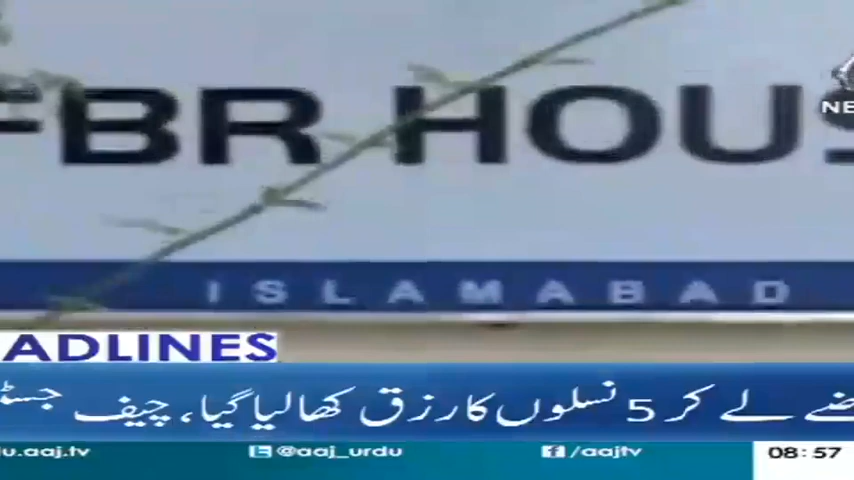 FBR HOUS
NE
ISLAMABAD
ADLINES
ضے لے کر 5 نسلوں کا رزق کھالیا گیا، چیف جسٹ
u.aaj.tv @aaj_urdu /aajtv 08:57